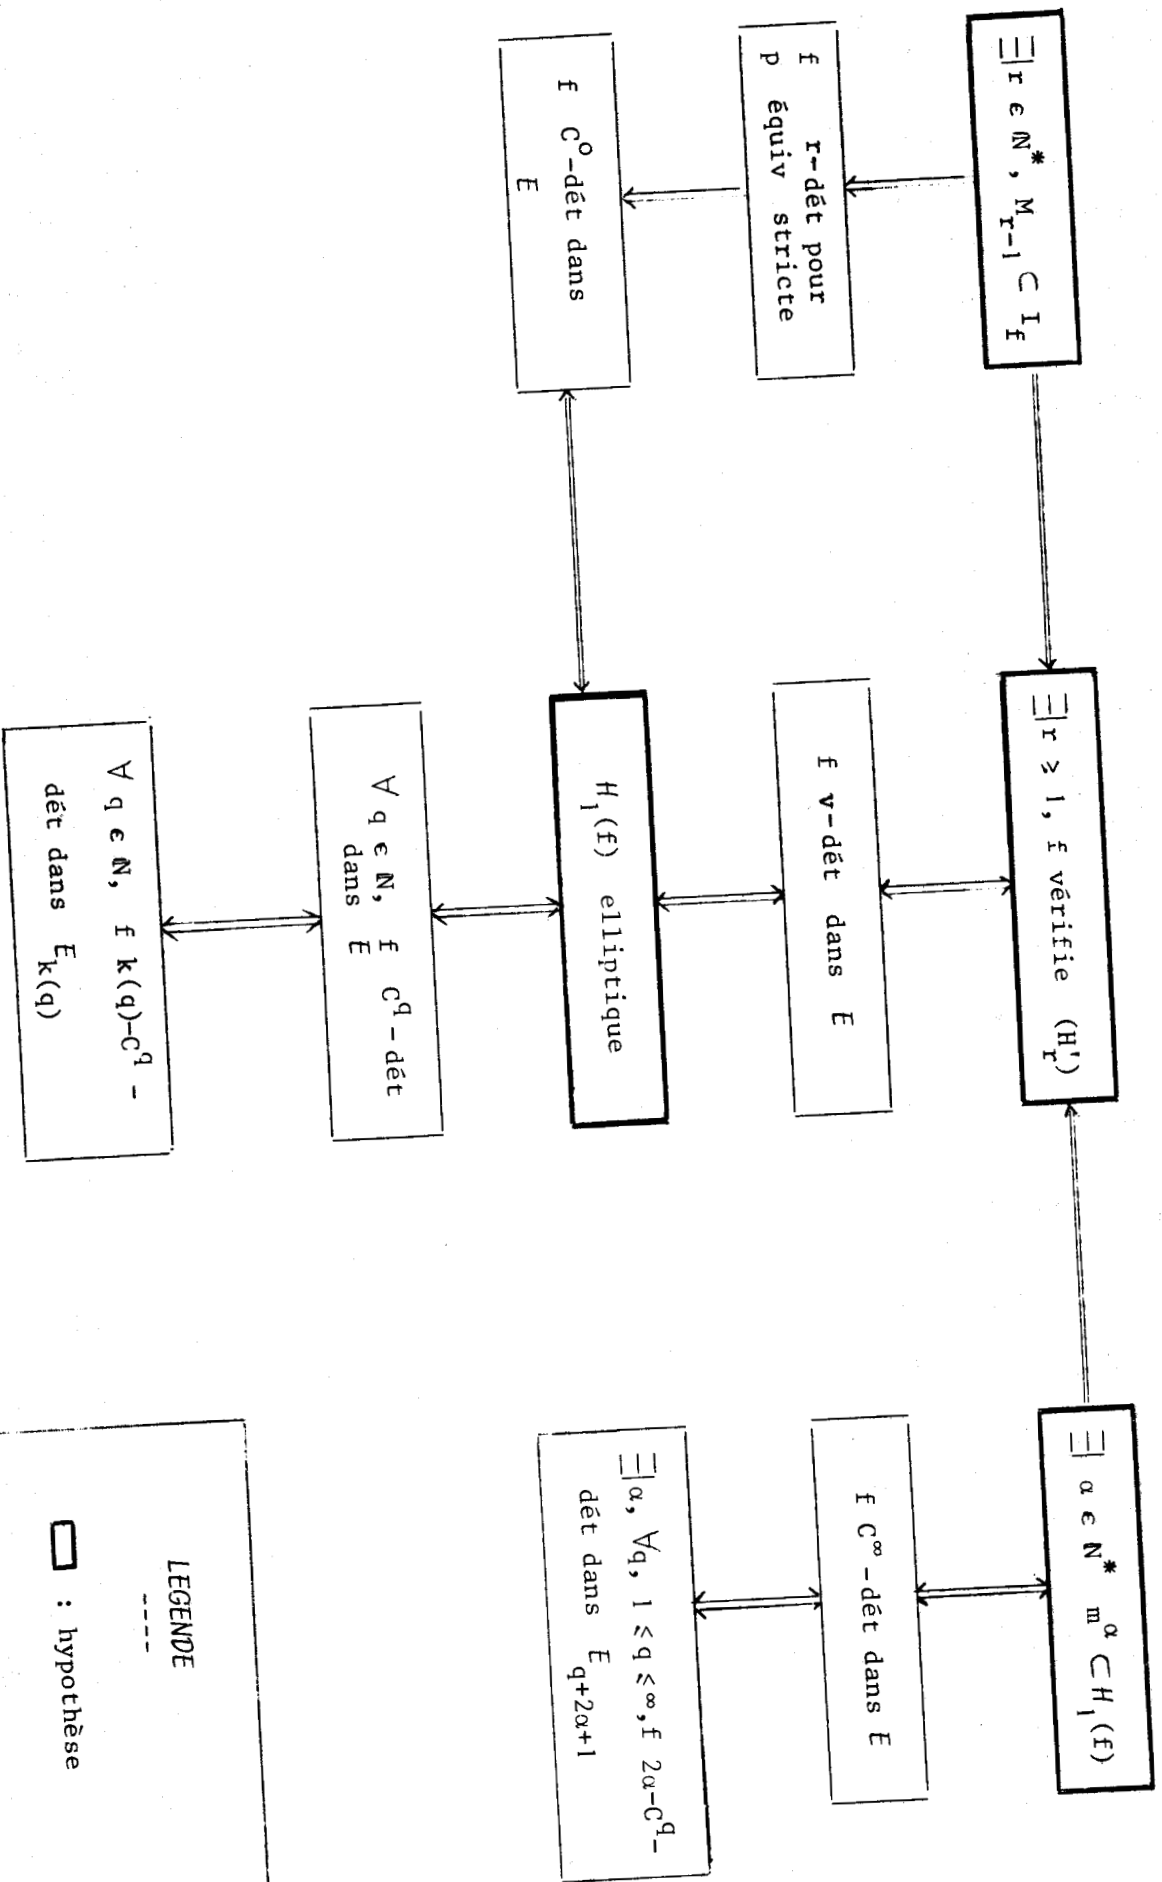 ∃ r ∈ N*, M_{r-1} ⊂ I_f
∃ r ⩾ 1, f vérifie (H'_r)
∃ α ∈ N* m^α ⊂ H_1(f)
f r-dét pour
p équiv stricte
f v-dét dans E
f C^∞-dét dans E
f C^0-dét dans
E
H_1(f) elliptique
∃ α, ∀q, 1 ⩽ q ⩽ ∞, f 2α-C^q-
dét dans E_{q+2α+1}
∀ q ∈ N, f C^q-dét
dans E
∀ q ∈ N, f k(q)-C^q -
dét dans E_{k(q)}
LEGENDE
----
: hypothèse